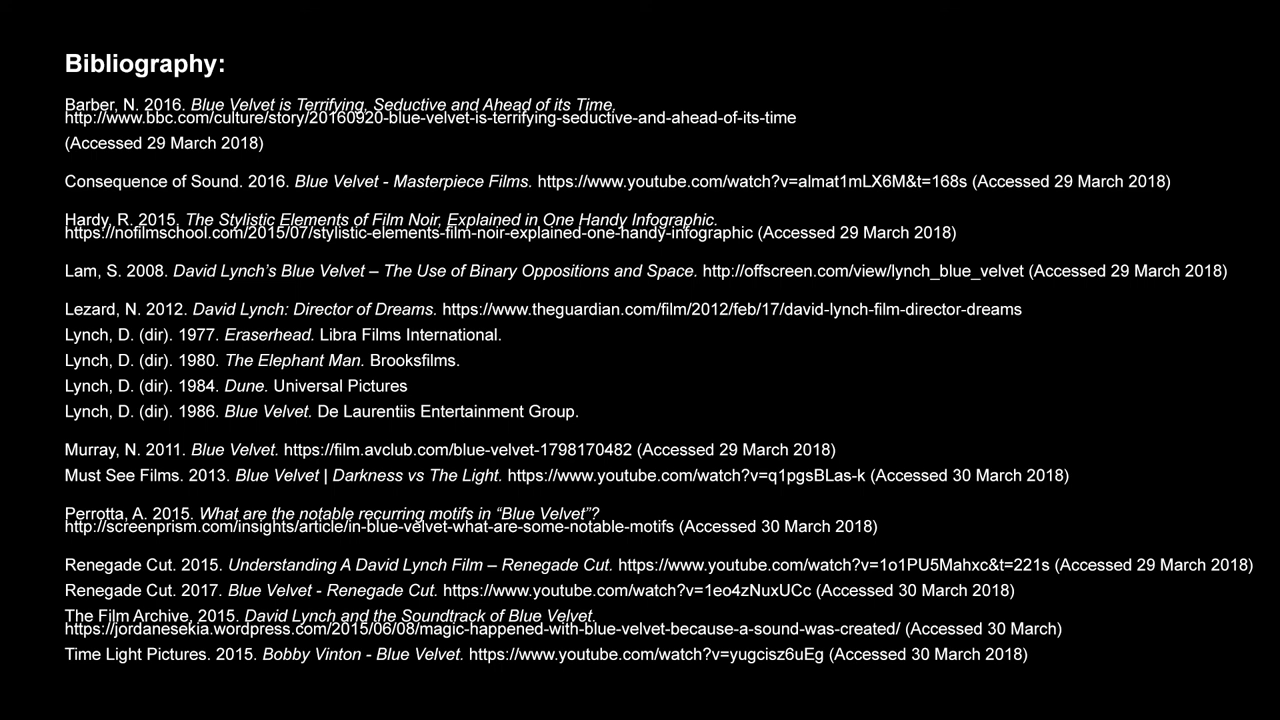 Bibliography:
Barber, N. 2016. Blue Velvet is Terrifying, Seductive and Ahead of its Time.
http://www.bbc.com/culture/story/20160920-blue-velvet-is-terrifying-seductive-and-ahead-of-its-time
(Accessed 29 March 2018)
Consequence of Sound. 2016. Blue Velvet - Masterpiece Films. https://www.youtube.com/watch?v=almat1mLX6M&t=168s (Accessed 29 March 2018)
Hardy, R. 2015. The Stylistic Elements of Film Noir, Explained in One Handy Infographic.
https://nofilmschool.com/2015/07/stylistic-elements-film-noir-explained-one-handy-infographic (Accessed 29 March 2018)
Lam, S. 2008. David Lynch’s Blue Velvet – The Use of Binary Oppositions and Space. http://offscreen.com/view/lynch_blue_velvet (Accessed 29 March 2018)
Lezard, N. 2012. David Lynch: Director of Dreams. https://www.theguardian.com/film/2012/feb/17/david-lynch-film-director-dreams
Lynch, D. (dir). 1977. Eraserhead. Libra Films International.
Lynch, D. (dir). 1980. The Elephant Man. Brooksfilms.
Lynch, D. (dir). 1984. Dune. Universal Pictures
Lynch, D. (dir). 1986. Blue Velvet. De Laurentiis Entertainment Group.
Murray, N. 2011. Blue Velvet. https://film.avclub.com/blue-velvet-1798170482 (Accessed 29 March 2018)
Must See Films. 2013. Blue Velvet | Darkness vs The Light. https://www.youtube.com/watch?v=q1pgsBLas-k (Accessed 30 March 2018)
Perrotta, A. 2015. What are the notable recurring motifs in “Blue Velvet”?
http://screenprism.com/insights/article/in-blue-velvet-what-are-some-notable-motifs (Accessed 30 March 2018)
Renegade Cut. 2015. Understanding A David Lynch Film – Renegade Cut. https://www.youtube.com/watch?v=1o1PU5Mahxc&t=221s (Accessed 29 March 2018)
Renegade Cut. 2017. Blue Velvet - Renegade Cut. https://www.youtube.com/watch?v=1eo4zNuxUCc (Accessed 30 March 2018)
The Film Archive, 2015. David Lynch and the Soundtrack of Blue Velvet.
https://jordanesekia.wordpress.com/2015/06/08/magic-happened-with-blue-velvet-because-a-sound-was-created/ (Accessed 30 March)
Time Light Pictures. 2015. Bobby Vinton - Blue Velvet. https://www.youtube.com/watch?v=yugcisz6uEg (Accessed 30 March 2018)